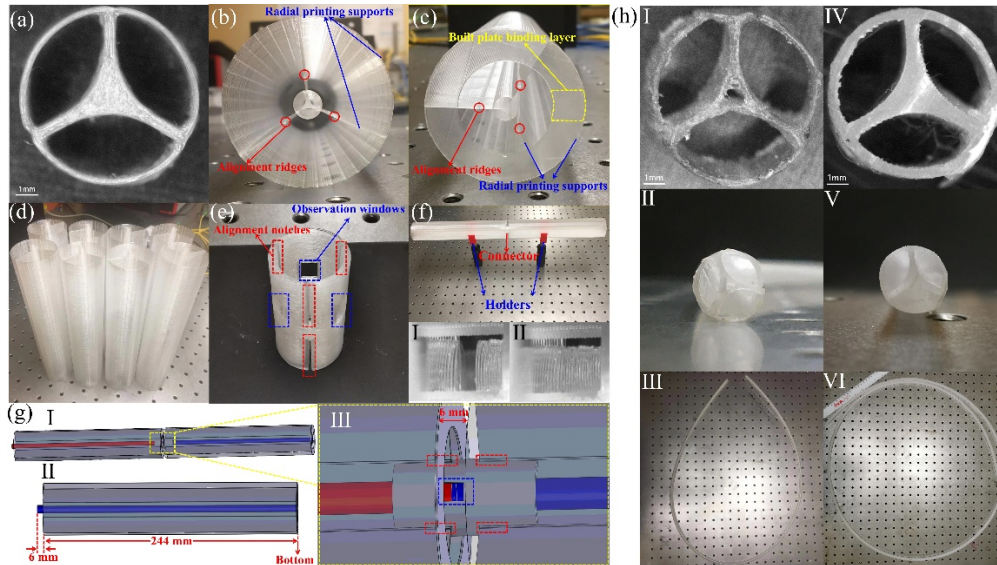 (a)
1mm
(b)
Radial printing supports
Alignment ridges
(c)
Built plate binding layer
Alignment ridges
Radial printing supports
(d)
(e)
Observation windows
Alignment notches
(f)
Connector
Holders
I
II
(g)
I
II
6 mm
244 mm
Bottom
III
6 mm
(h)
I
1mm
II
III
IV
1mm
V
VI